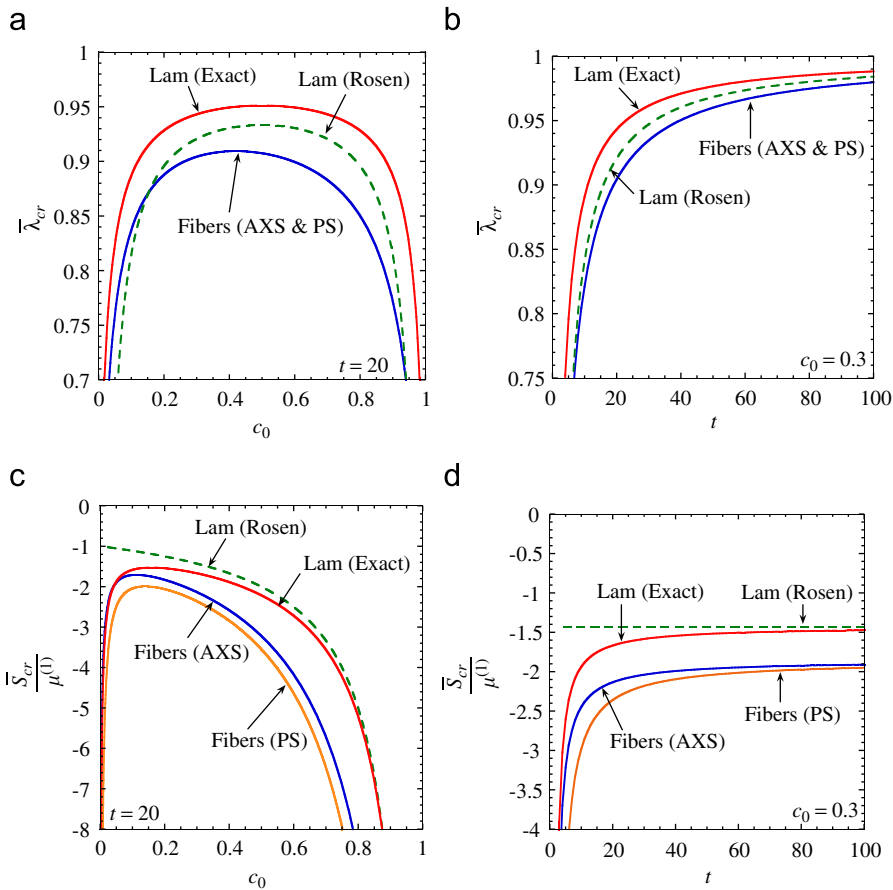 a
1
0.95
0.9
0.85
0.8
0.75
0.7
λ̅cr
Lam (Exact)
Lam (Rosen)
Fibers (AXS & PS)
t = 20
0 0.2 0.4 0.6 0.8 1
c0
b
1
0.95
0.9
0.85
0.8
0.75
λ̅cr
Lam
(Exact)
Fibers (AXS & PS)
Lam (Rosen)
c0 = 0.3
0 20 40 60 80 100
t
c
0
-1
-2
-3
-4
-5
-6
-7
-8
S̅cr
μ(1)
Lam (Rosen)
Lam (Exact)
Fibers (AXS)
Fibers (PS)
t = 20
0 0.2 0.4 0.6 0.8 1
c0
d
0
-0.5
-1
-1.5
-2
-2.5
-3
-3.5
-4
S̅cr
μ(1)
Lam (Exact)
Lam (Rosen)
Fibers (AXS)
Fibers (PS)
c0 = 0.3
0 20 40 60 80 100
t